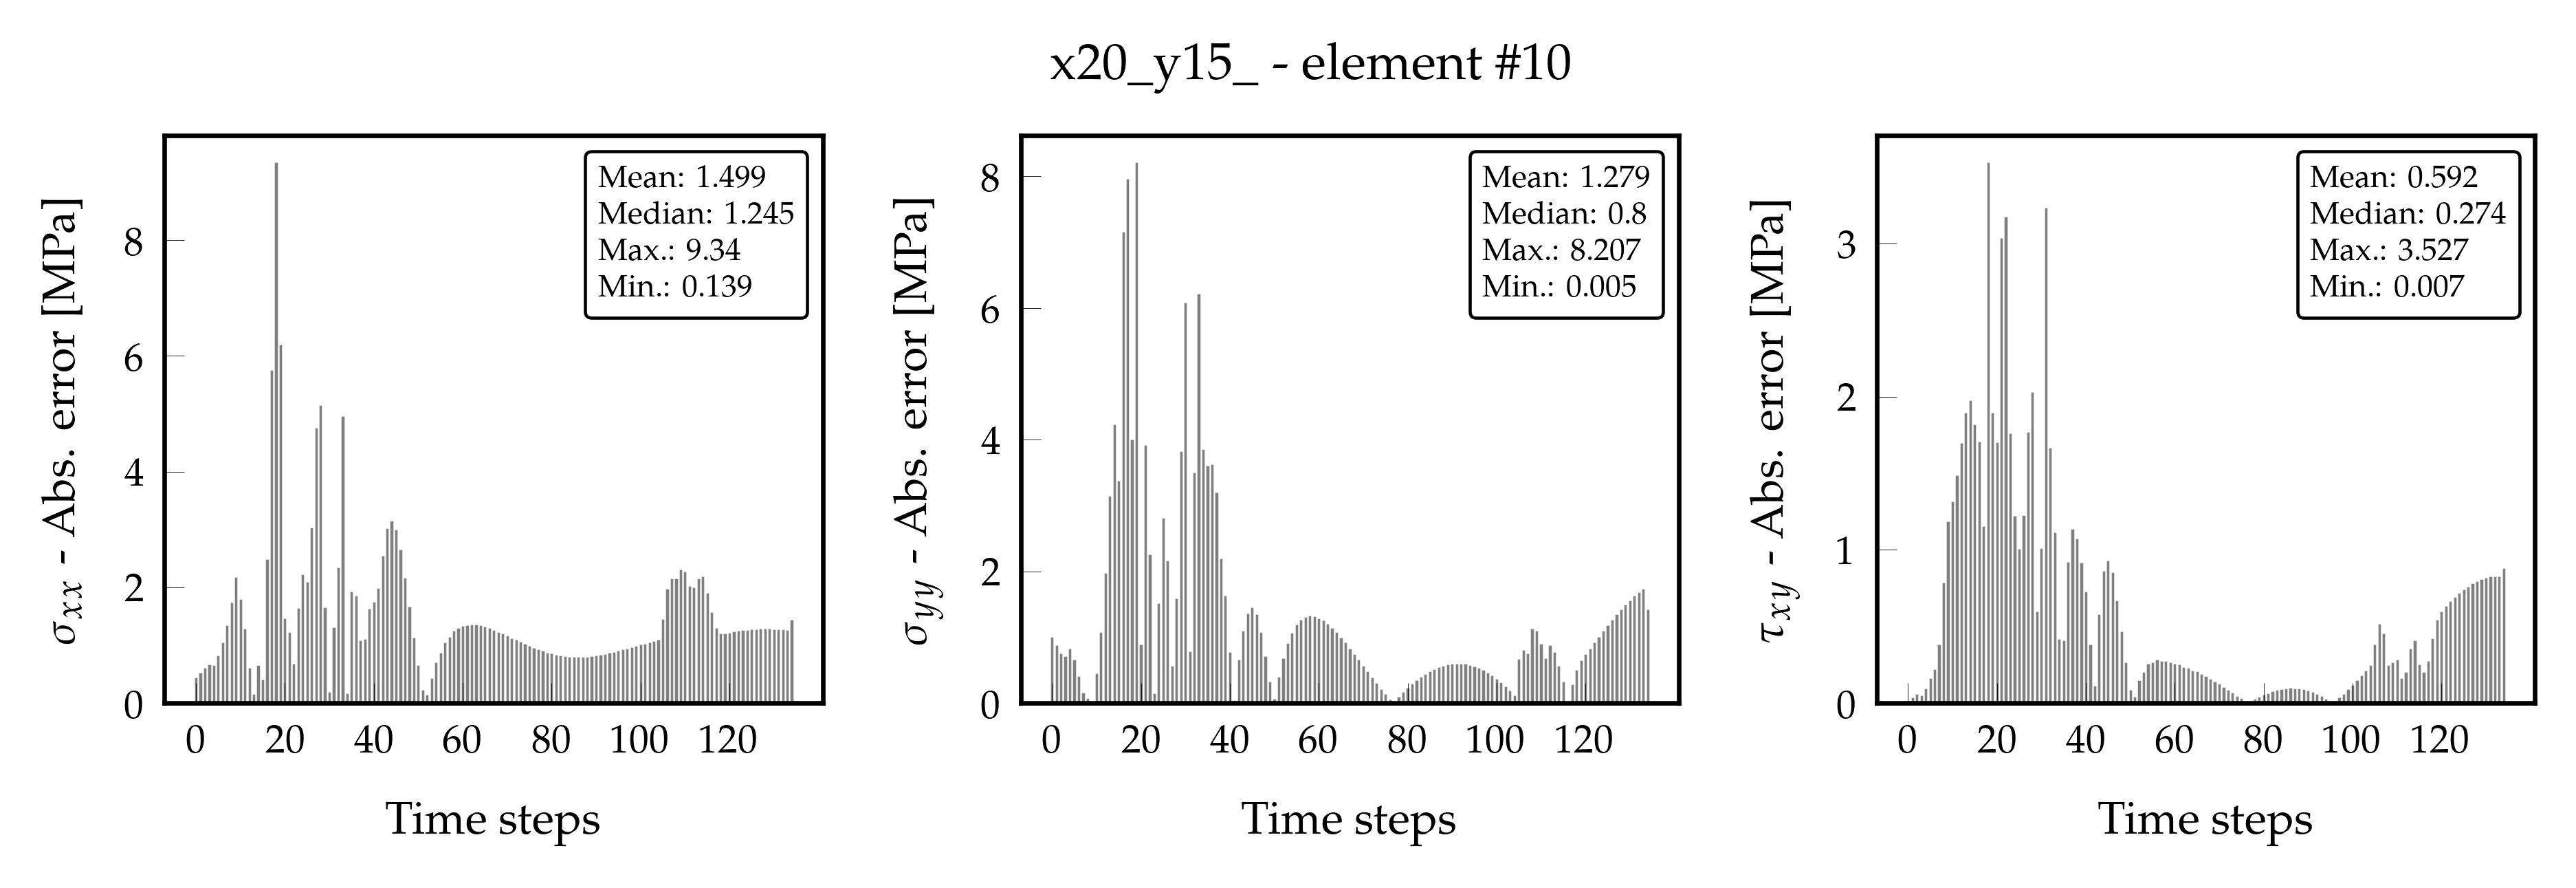 x20_y15_ - element #10
σxx - Abs. error [MPa]
8
6
4
2
0
0 20 40 60 80 100 120
Time steps
Mean: 1.499
Median: 1.245
Max.: 9.34
Min.: 0.139
σyy - Abs. error [MPa]
8
6
4
2
0
0 20 40 60 80 100 120
Time steps
Mean: 1.279
Median: 0.8
Max.: 8.207
Min.: 0.005
τxy - Abs. error [MPa]
3
2
1
0
0 20 40 60 80 100 120
Time steps
Mean: 0.592
Median: 0.274
Max.: 3.527
Min.: 0.007